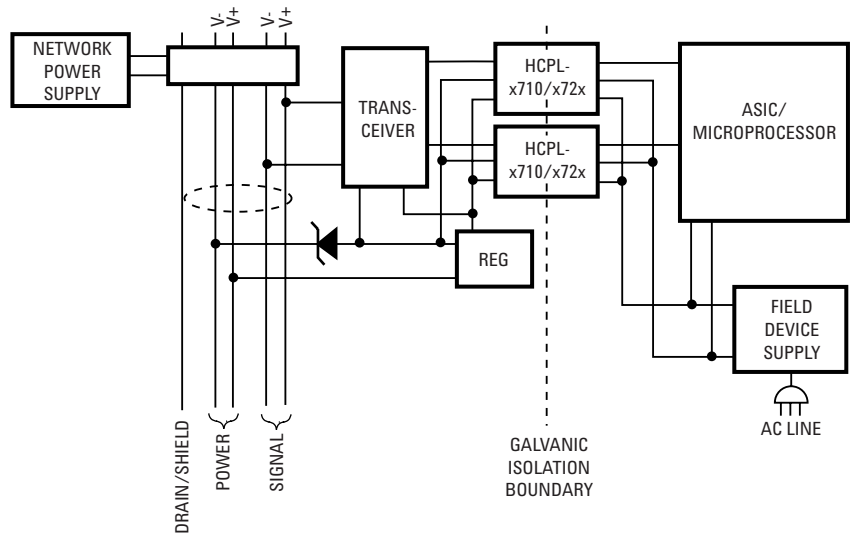 V-
V+
V-
V+
NETWORK
POWER
SUPPLY
TRANS-
CEIVER
HCPL-
x710/x72x
HCPL-
x710/x72x
ASIC/
MICROPROCESSOR
REG
FIELD
DEVICE
SUPPLY
AC LINE
DRAIN/SHIELD
POWER
SIGNAL
GALVANIC
ISOLATION
BOUNDARY